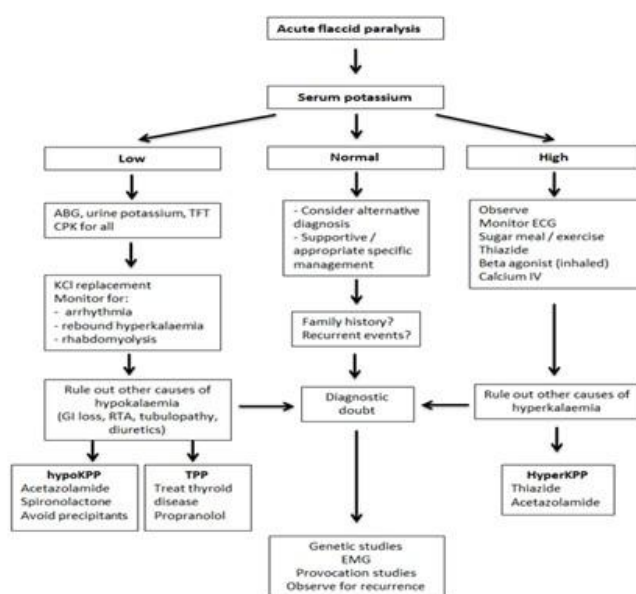 Acute flaccid paralysis
Serum potassium
Low
Normal
High
ABG, urine potassium, TFT
CPK for all
- Consider alternative
diagnosis
- Supportive /
appropriate specific
management
Observe
Monitor ECG
Sugar meal / exercise
Thiazide
Beta agonist (inhaled)
Calcium IV
KCl replacement
Monitor for:
- arrhythmia
- rebound hyperkalaemia
- rhabdomyolysis
Family history?
Recurrent events?
Rule out other causes of
hypokalaemia
(GI loss, RTA, tubulopathy,
diuretics)
Diagnostic
doubt
Rule out other causes of
hyperkalaemia
hypoKPP
Acetazolamide
Spironolactone
Avoid precipitants
TPP
Treat thyroid
disease
Propranolol
HyperKPP
Thiazide
Acetazolamide
Genetic studies
EMG
Provocation studies
Observe for recurrence